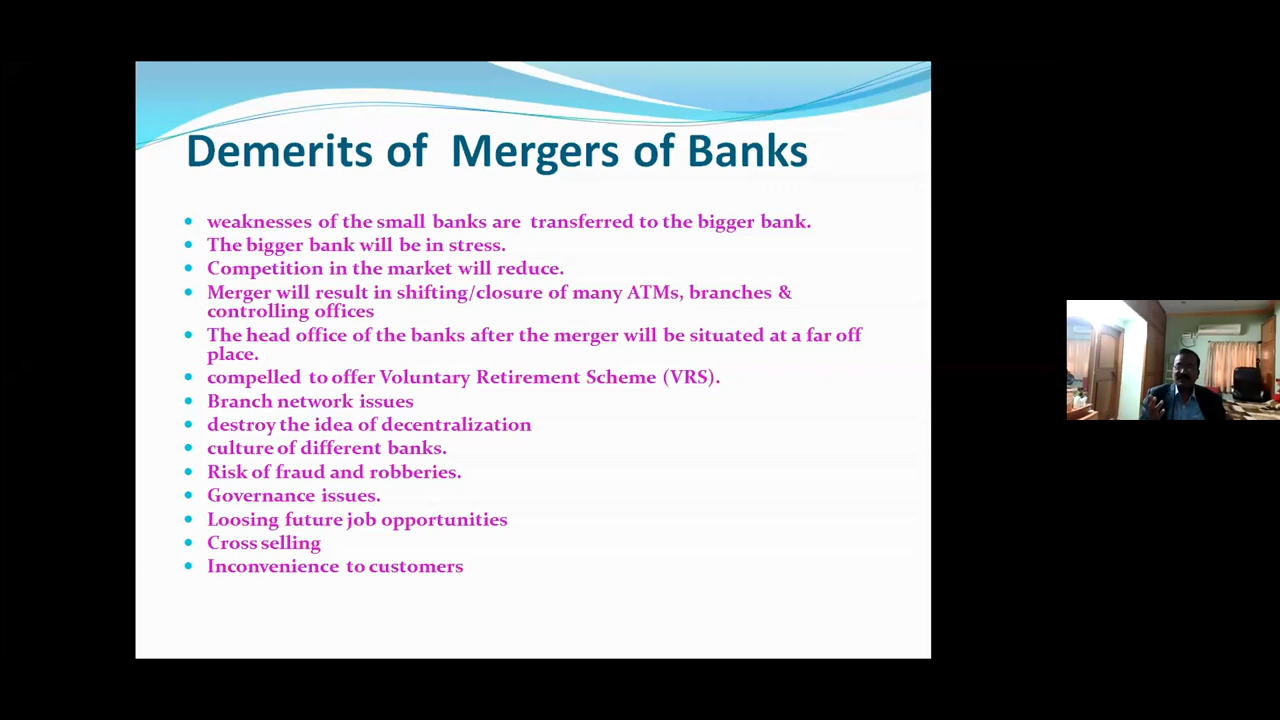 Demerits of Mergers of Banks
weaknesses of the small banks are transferred to the bigger bank.
The bigger bank will be in stress.
Competition in the market will reduce.
Merger will result in shifting/closure of many ATMs, branches &
controlling offices
The head office of the banks after the merger will be situated at a far off
place.
compelled to offer Voluntary Retirement Scheme (VRS).
Branch network issues
destroy the idea of decentralization
culture of different banks.
Risk of fraud and robberies.
Governance issues.
Loosing future job opportunities
Cross selling
Inconvenience to customers